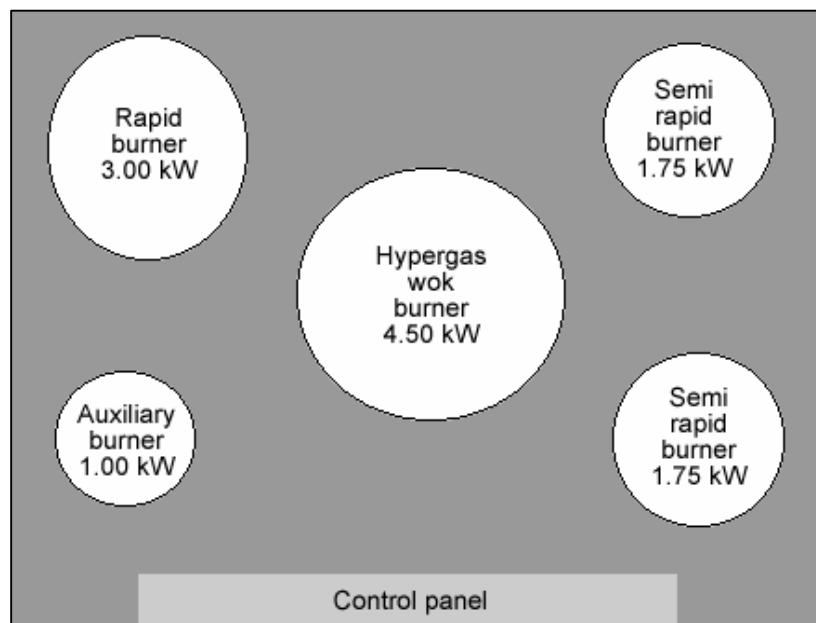 Rapid
burner
3.00 kW
Semi
rapid
burner
1.75 kW
Hypergas
wok
burner
4.50 kW
Auxiliary
burner
1.00 kW
Semi
rapid
burner
1.75 kW
Control panel